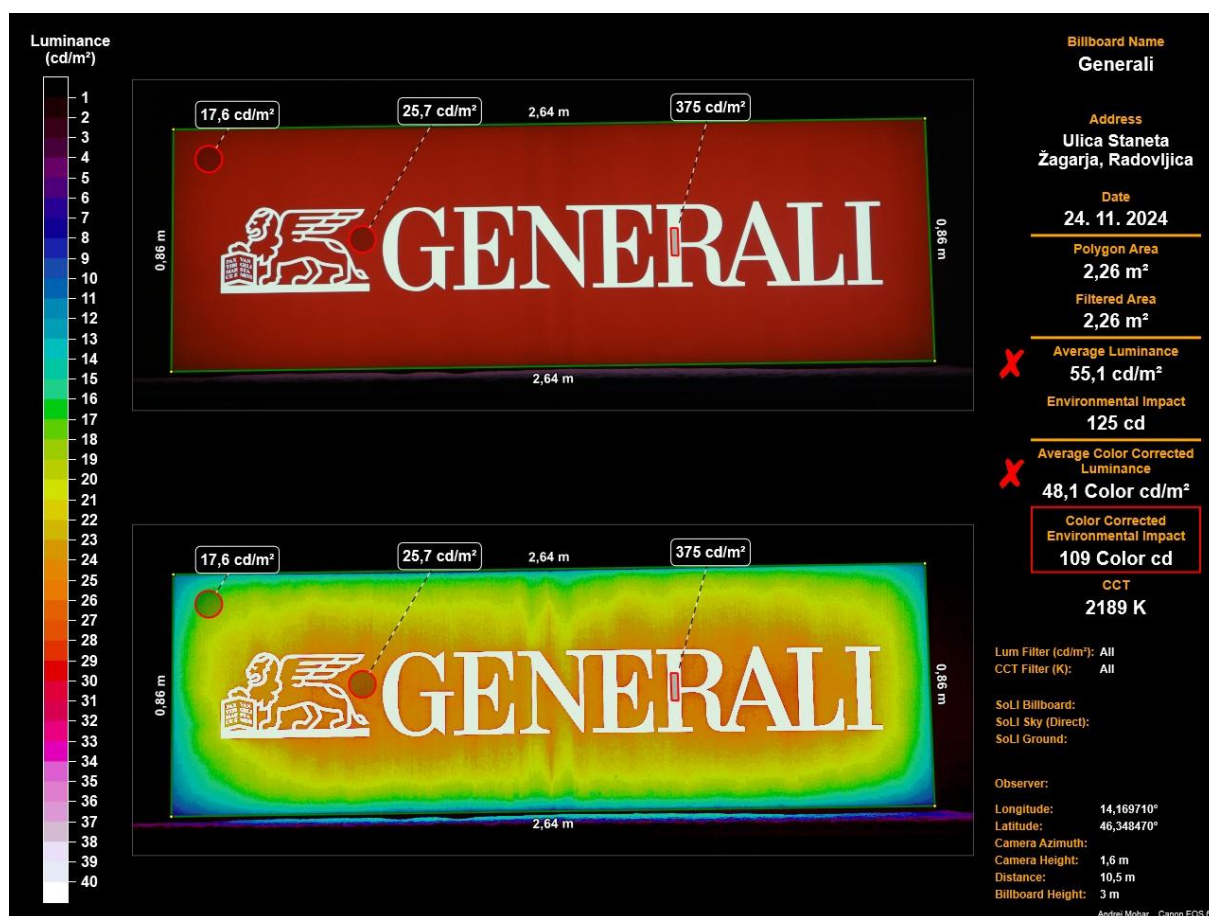 Luminance
(cd/m²)
1
2
3
4
5
6
7
8
9
10
11
12
13
14
15
16
17
18
19
20
21
22
23
24
25
26
27
28
29
30
31
32
33
34
35
36
37
38
39
40
17,6 cd/m²
25,7 cd/m²
2,64 m
375 cd/m²
0,86 m
GENERALI
0,86 m
2,64 m
17,6 cd/m²
25,7 cd/m²
2,64 m
375 cd/m²
0,86 m
GENERALI
0,86 m
2,64 m
Billboard Name
Generali
Address
Ulica Staneta
Žagarja, Radovljica
Date
24. 11. 2024
Polygon Area
2,26 m²
Filtered Area
2,26 m²
Average Luminance
55,1 cd/m²
Environmental Impact
125 cd
Average Color Corrected
Luminance
48,1 Color cd/m²
Color Corrected
Environmental Impact
109 Color cd
CCT
2189 K
Lum Filter (cd/m²): All
CCT Filter (K): All
SoLI Billboard:
SoLI Sky (Direct):
SoLI Ground:
Observer:
Longitude: 14,169710°
Latitude: 46,348470°
Camera Azimuth:
Camera Height: 1,6 m
Distance: 10,5 m
Billboard Height: 3 m
Andrej Mohar Canon EOS